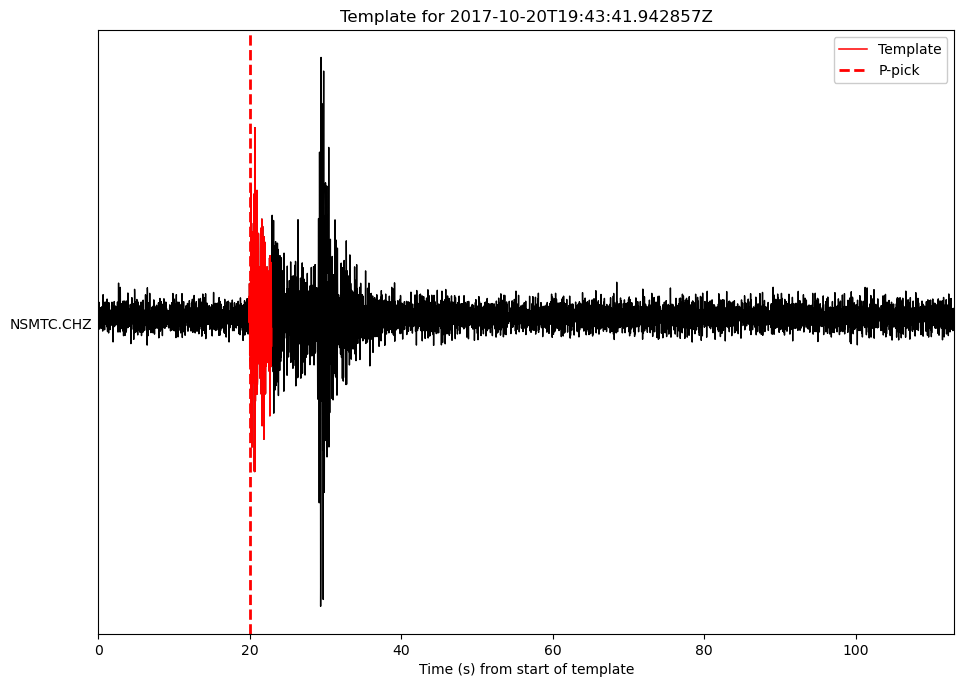 Template for 2017-10-20T19:43:41.942857Z
Template
P-pick
NSMTC.CHZ
0 20 40 60 80 100
Time (s) from start of template